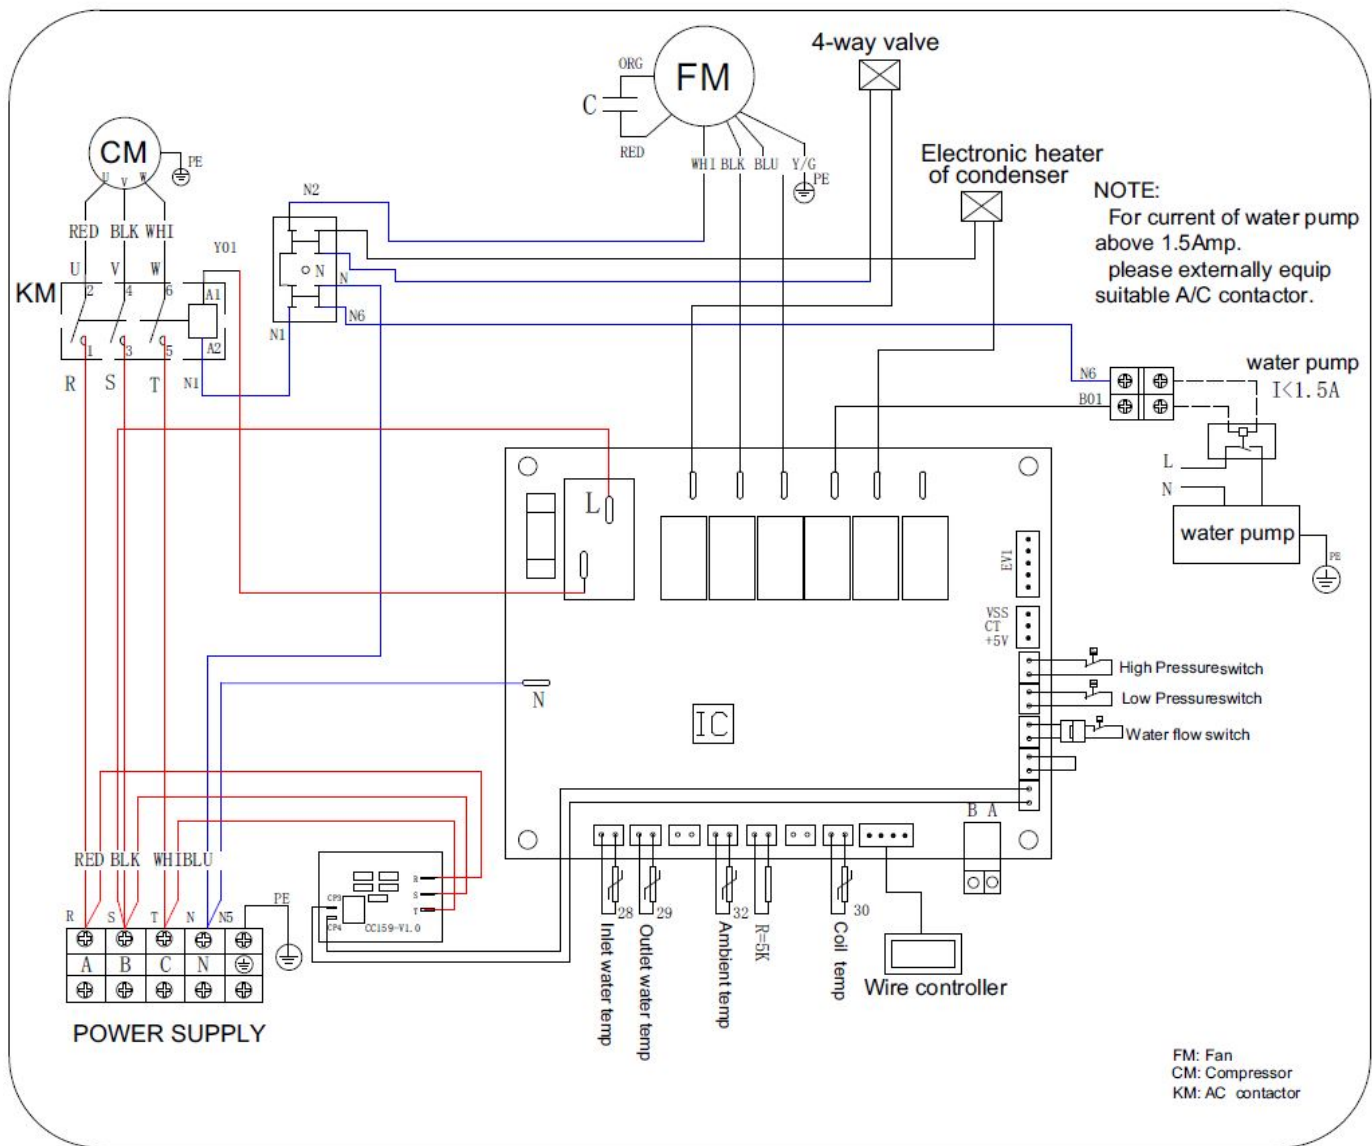 4-way valve
ORG
FM
C
RED
WHI BLK BLU Y/G
PE
CM
PE
U V W
Electronic heater
of condenser
NOTE:
For current of water pump
above 1.5Amp.
please externally equip
suitable A/C contactor.
N2
RED BLK WHI
Y01
U V W
KM
2 4 6
A1
N
N
1 3 5
A2
N1
N6
R S T
N1
water pump
I<1.5A
N6
B01
L
N
water pump
PE
L
EVI
VSS
CT
+5V
High Pressureswitch
Low Pressureswitch
Water flow switch
N
IC
B A
RED BLK WHIBLU
PE
R S T N N5
R
S
T
CP3
CP4
CC159-V1.0
A B C N
POWER SUPPLY
28
29
32
30
Inlet water temp
Outlet water temp
Ambient temp
R=5K
Coil temp
Wire controller
FM: Fan
CM: Compressor
KM: AC contactor